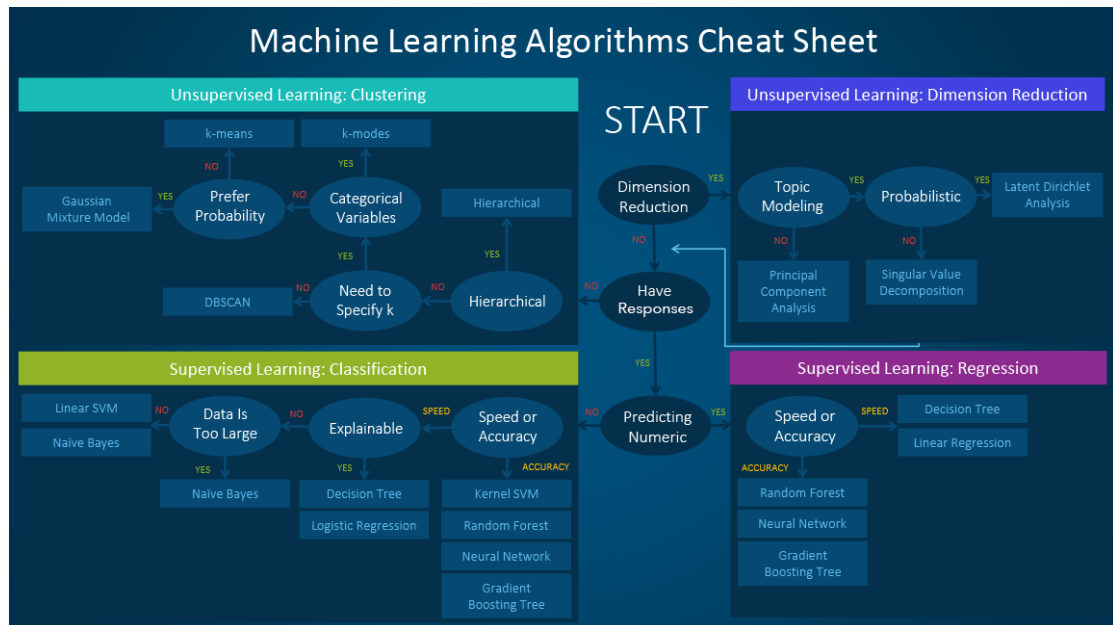 Machine Learning Algorithms Cheat Sheet
Unsupervised Learning: Clustering
k-means
k-modes
NO
YES
Gaussian
Mixture Model
YES
Prefer
Probability
NO
Categorical
Variables
Hierarchical
YES
YES
DBSCAN
NO
Need to
Specify k
NO
Hierarchical
START
Dimension
Reduction
YES
NO
NO
Have
Responses
YES
NO
Predicting
Numeric
YES
Unsupervised Learning: Dimension Reduction
Topic
Modeling
YES
Probabilistic
YES
Latent Dirichlet
Analysis
NO
NO
Principal
Component
Analysis
Singular Value
Decomposition
Supervised Learning: Classification
Linear SVM
Naïve Bayes
NO
Data Is
Too Large
NO
Explainable
SPEED
Speed or
Accuracy
YES
YES
ACCURACY
Naïve Bayes
Decision Tree
Logistic Regression
Kernel SVM
Random Forest
Neural Network
Gradient
Boosting Tree
Supervised Learning: Regression
Speed or
Accuracy
SPEED
Decision Tree
Linear Regression
ACCURACY
Random Forest
Neural Network
Gradient
Boosting Tree